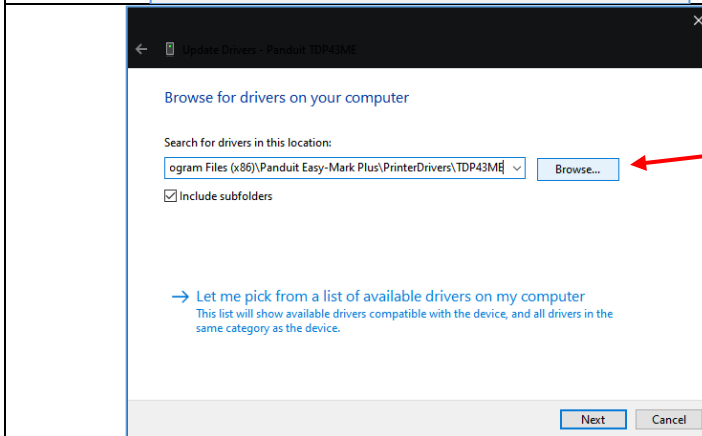 Update Drivers - Panduit TDP43ME
Browse for drivers on your computer
Search for drivers in this location:
ogram Files (x86)\Panduit Easy-Mark Plus\PrinterDrivers\TDP43ME
Browse...
Include subfolders
Let me pick from a list of available drivers on my computer
This list will show available drivers compatible with the device, and all drivers in the
same category as the device.
Next
Cancel